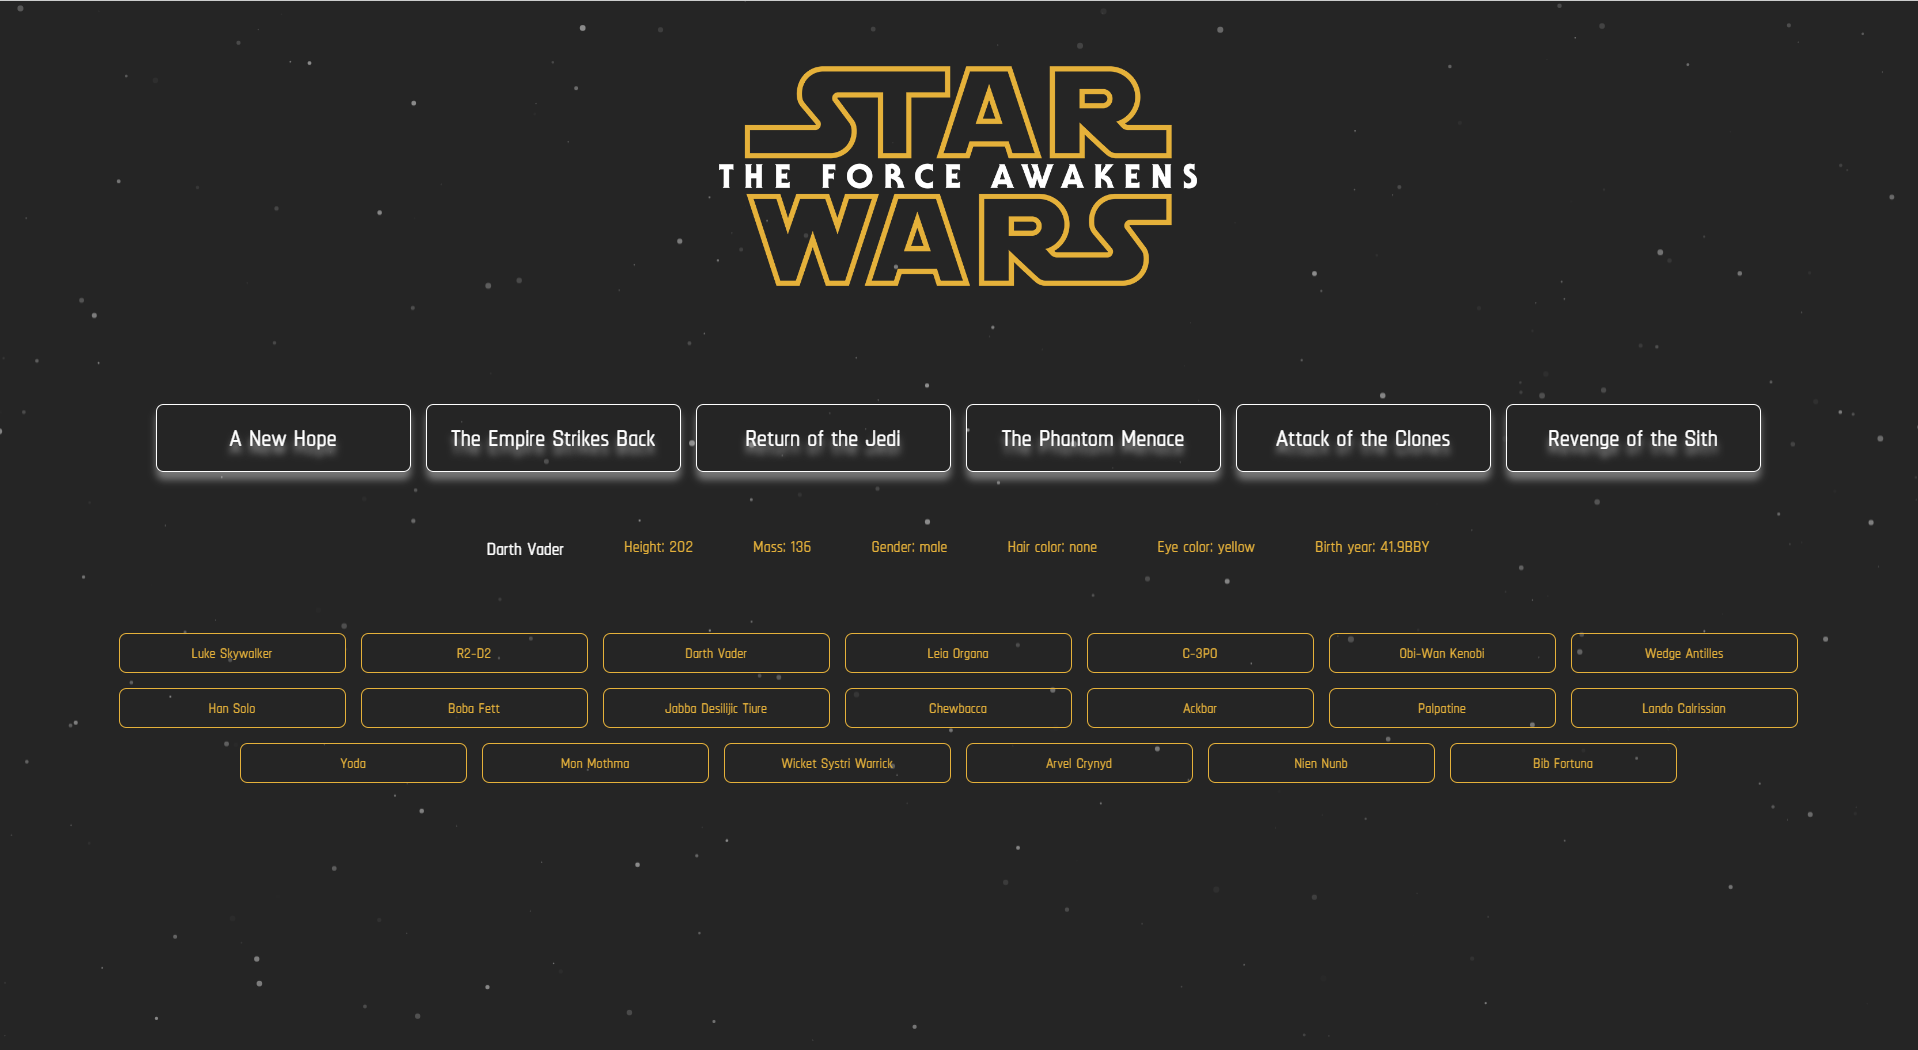 STAR
THE FORCE AWAKENS
WARS
A New Hope The Empire Strikes Back Return of the Jedi The Phantom Menace Attack of the Clones Revenge of the Sith
Darth Vader Height: 202 Mass: 136 Gender: male Hair color: none Eye color: yellow Birth year: 41.9BBY
Luke Skywalker R2-D2 Darth Vader Leia Organa C-3PO Obi-Wan Kenobi Wedge Antilles
Han Solo Boba Fett Jabba Desilijic Tiure Chewbacca Ackbar Palpatine Lando Calrissian
Yoda Mon Mothma Wicket Systri Warrick Arvel Crynyd Nien Nunb Bib Fortuna